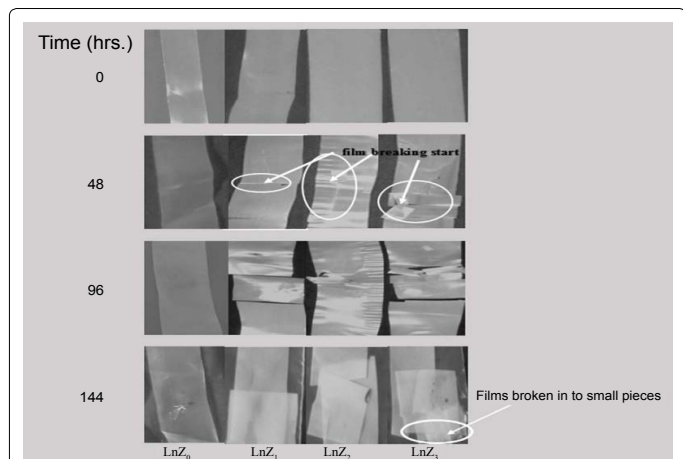 Time (hrs.)
0
48
film breaking start
96
144
Films broken in to small pieces
LnZ₀ LnZ₁ LnZ₂ LnZ₃